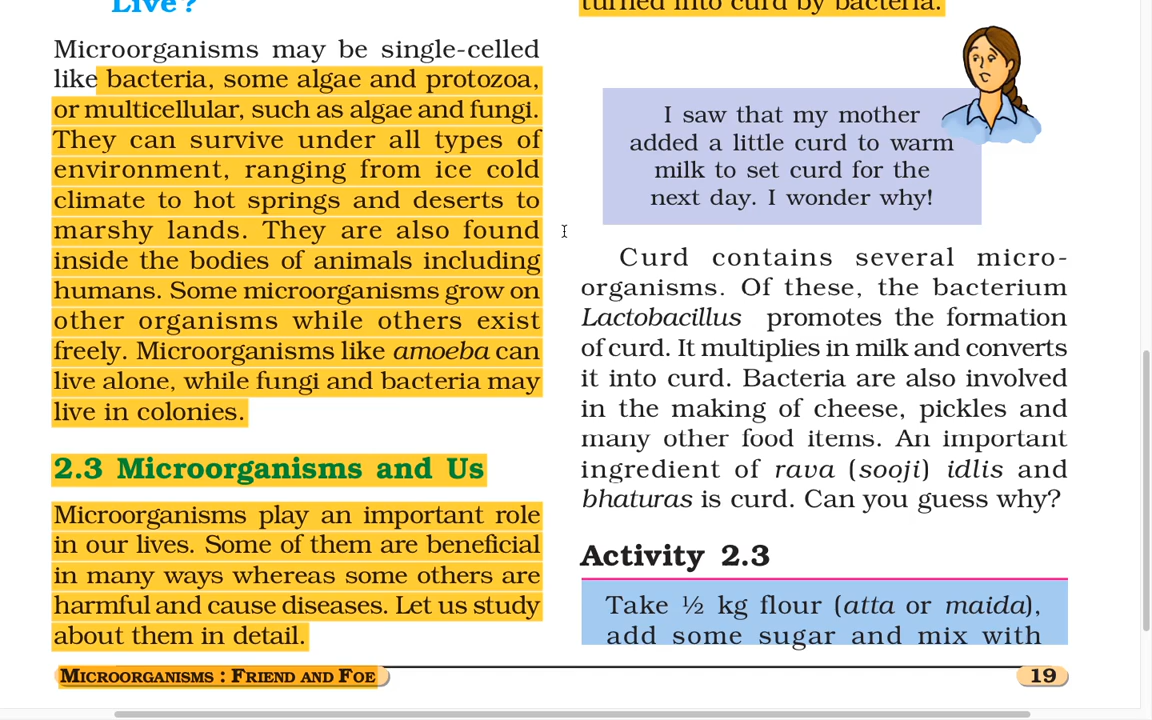 Live?
Microorganisms may be single-celled
like bacteria, some algae and protozoa,
or multicellular, such as algae and fungi.
They can survive under all types of
environment, ranging from ice cold
climate to hot springs and deserts to
marshy lands. They are also found
inside the bodies of animals including
humans. Some microorganisms grow on
other organisms while others exist
freely. Microorganisms like amoeba can
live alone, while fungi and bacteria may
live in colonies.
2.3 Microorganisms and Us
Microorganisms play an important role
in our lives. Some of them are beneficial
in many ways whereas some others are
harmful and cause diseases. Let us study
about them in detail.
turned into curd by bacteria.
I saw that my mother
added a little curd to warm
milk to set curd for the
next day. I wonder why!
Curd contains several micro-
organisms. Of these, the bacterium
Lactobacillus promotes the formation
of curd. It multiplies in milk and converts
it into curd. Bacteria are also involved
in the making of cheese, pickles and
many other food items. An important
ingredient of rava (sooji) idlis and
bhaturas is curd. Can you guess why?
Activity 2.3
Take ½ kg flour (atta or maida),
add some sugar and mix with
Microorganisms : Friend and Foe
19